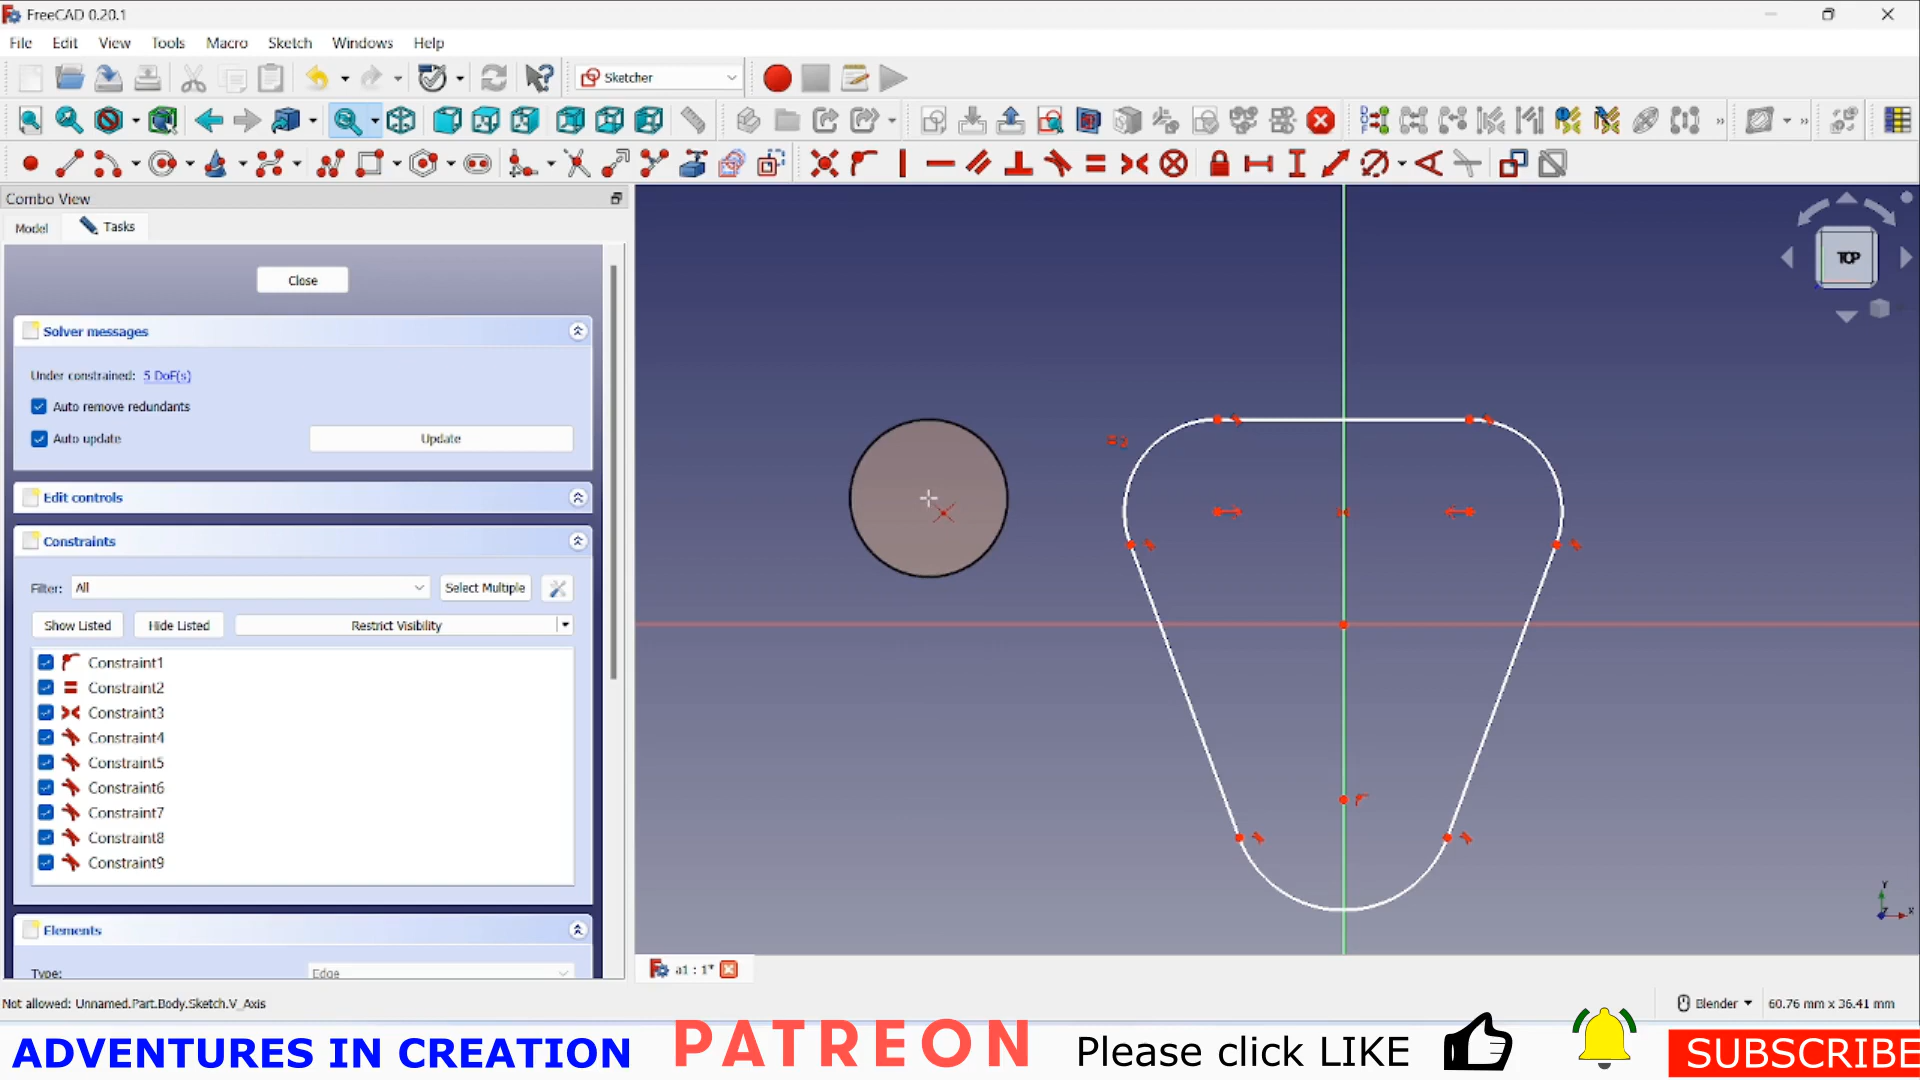 FreeCAD 0.20.1
File Edit View Tools Macro Sketch Windows Help
Sketcher
Combo View
Model Tasks
Close
Solver messages
Under constrained: 5 DoF(s)
Auto remove redundants
Auto update Update
Edit controls
Constraints
Filter: All Select Multiple
Show Listed Hide Listed Restrict Visibility
Constraint1
Constraint2
Constraint3
Constraint4
Constraint5
Constraint6
Constraint7
Constraint8
Constraint9
Elements
Type: Edge
TOP
Y
Z X
a1 : 1*
Not allowed: Unnamed.Part.Body.Sketch.V_Axis
Blender 60.76 mm x 36.41 mm
ADVENTURES IN CREATION PATREON Please click LIKE SUBSCRIBE